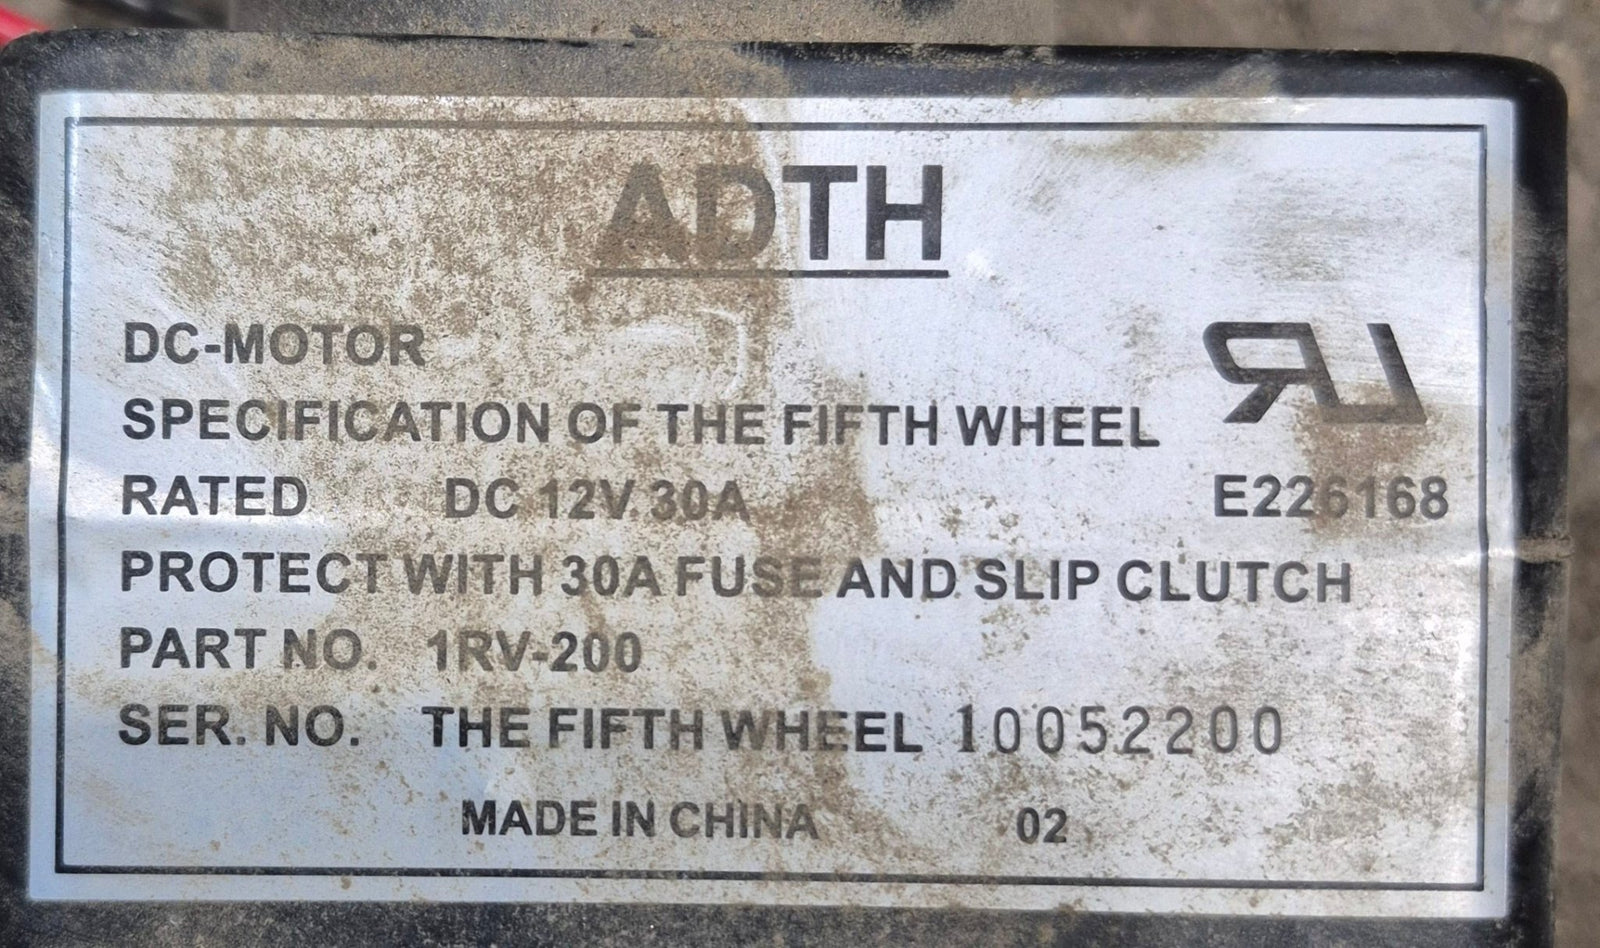 ADTH
DC-MOTOR
SPECIFICATION OF THE FIFTH WHEEL
RATED DC 12V. 30A
E226168
PROTECT WITH 30A FUSE AND SLIP CLUTCH
PART NO. 1RV-200
SER. NO. THE FIFTH WHEEL 10052200
MADE IN CHINA 02